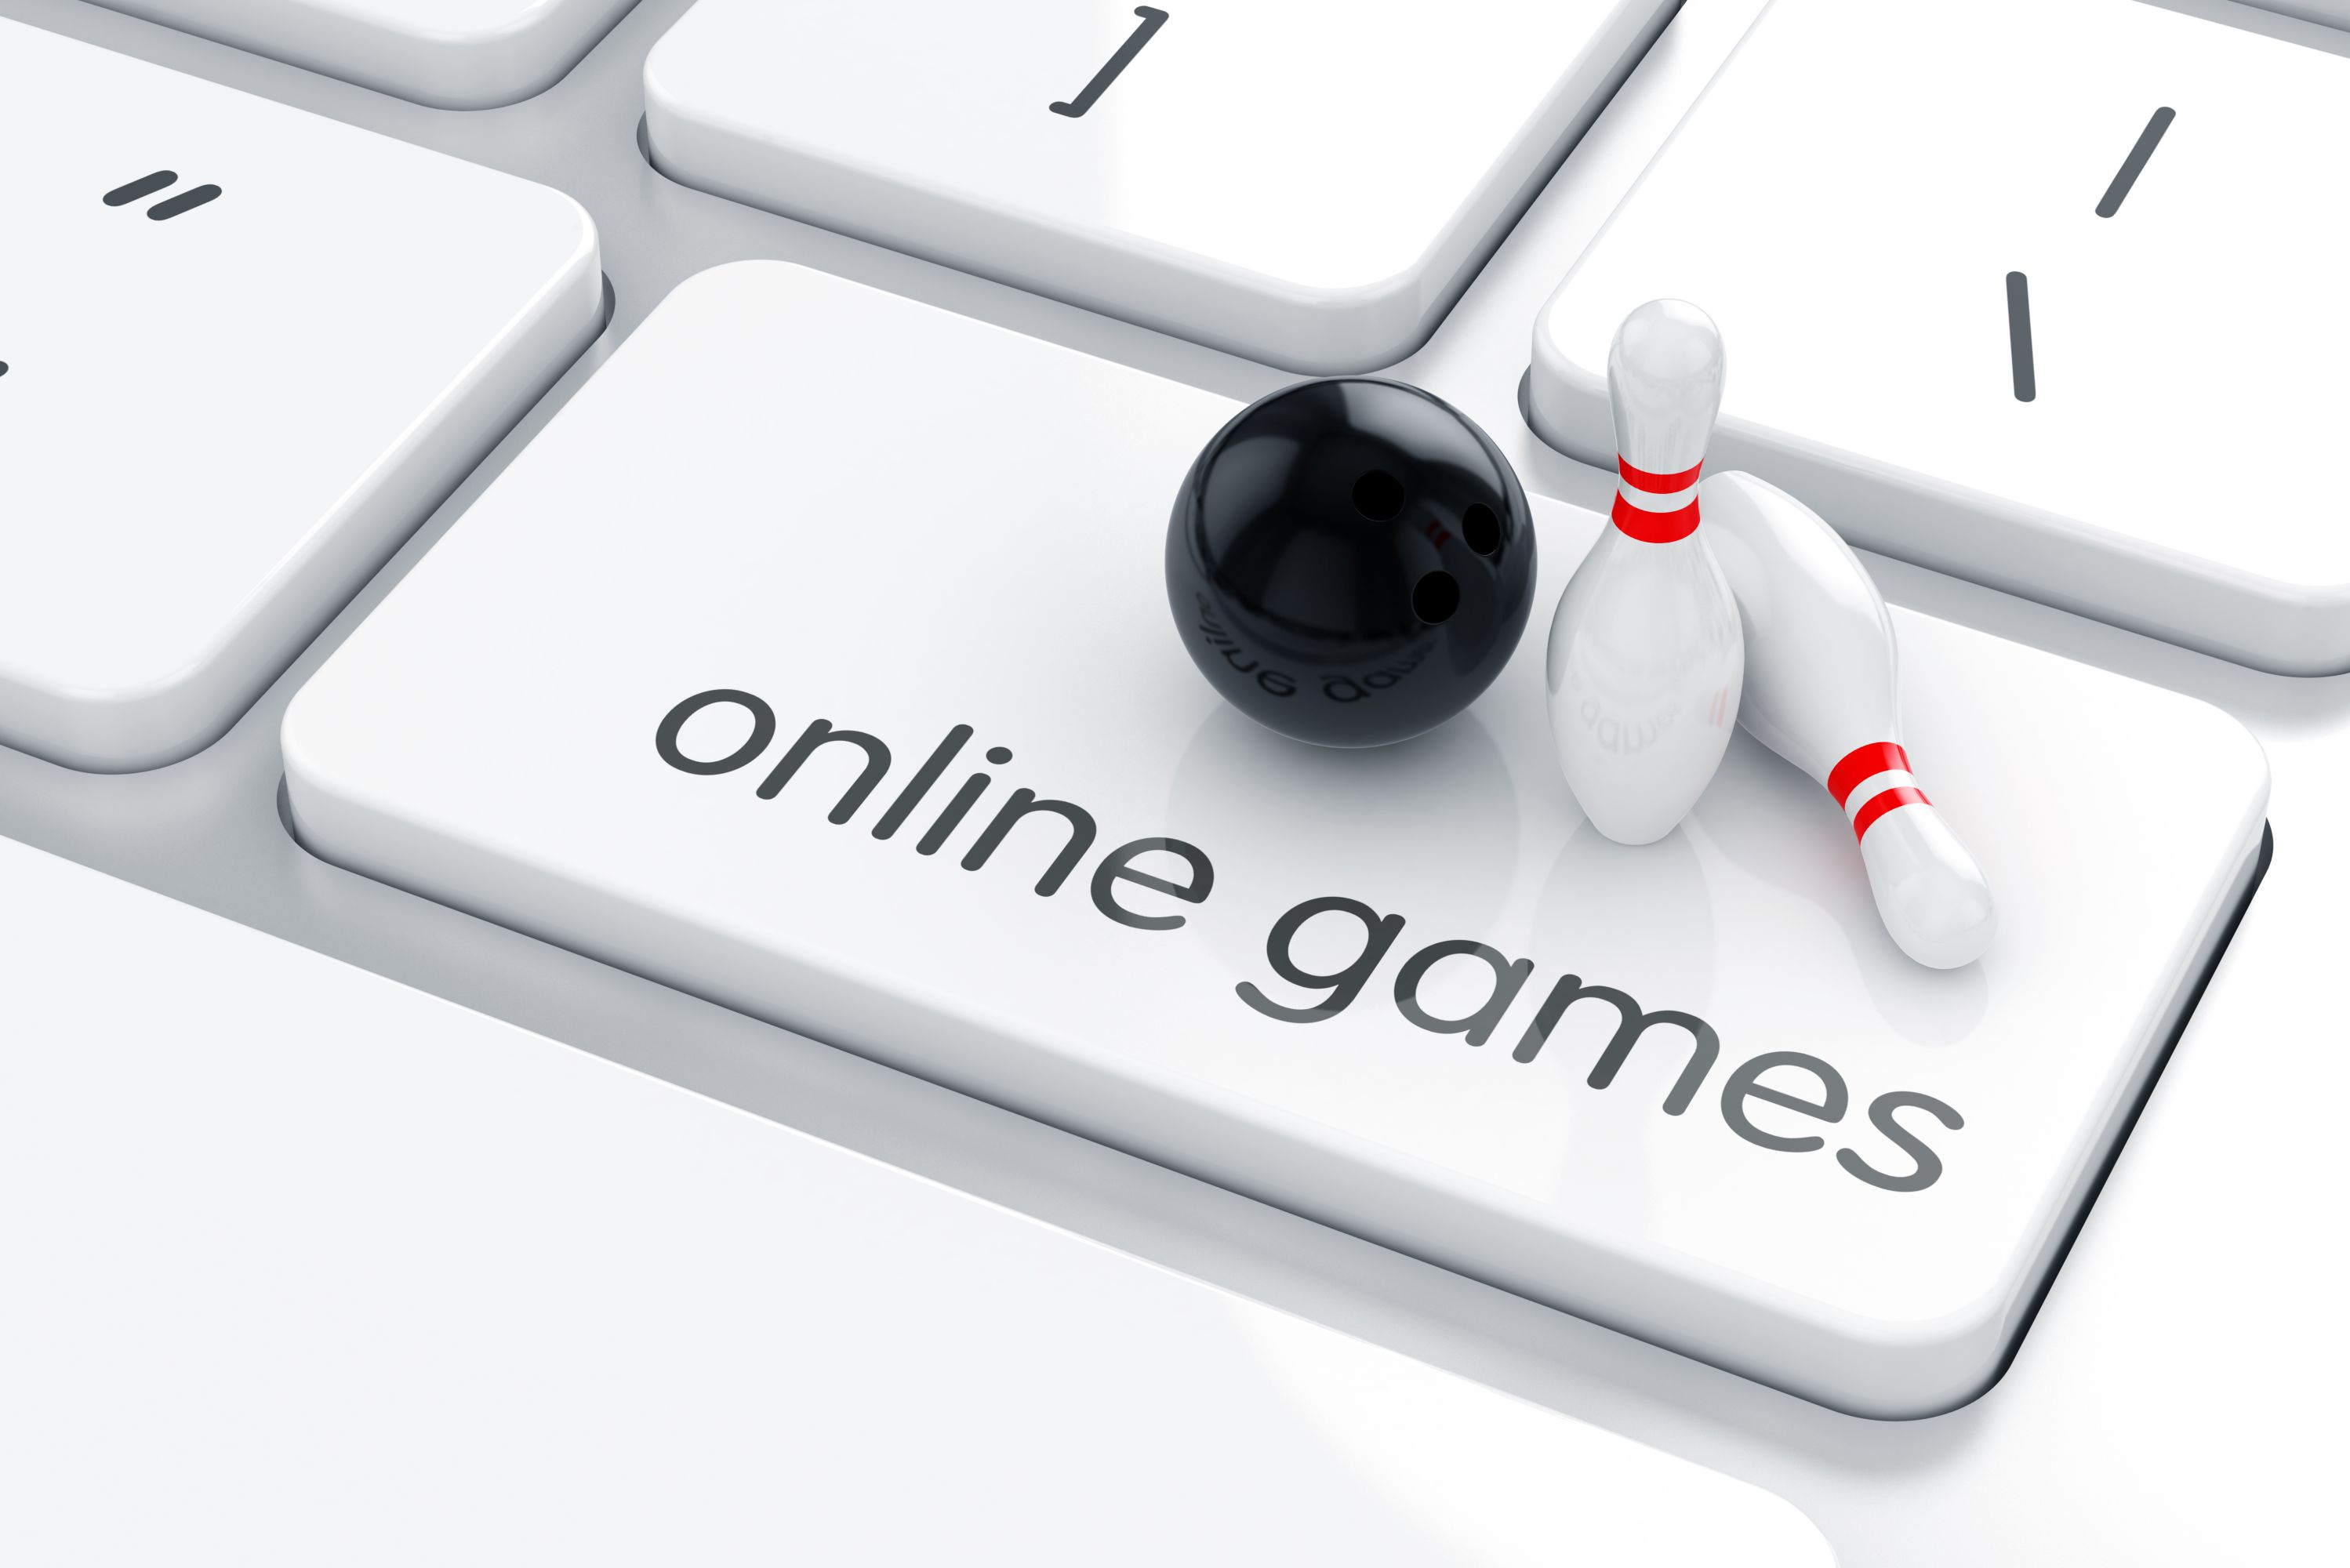 ]
|
\
"
online games